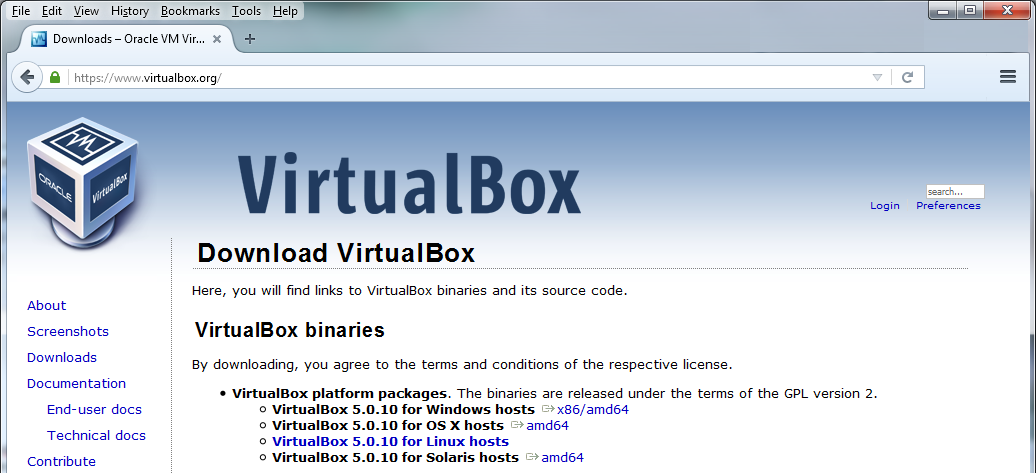 File Edit View History Bookmarks Tools Help
Downloads – Oracle VM Vir...
https://www.virtualbox.org/
ORACLE
VirtualBox
VirtualBox
search...
Login Preferences
Download VirtualBox
Here, you will find links to VirtualBox binaries and its source code.
About
VirtualBox binaries
Screenshots
Downloads
By downloading, you agree to the terms and conditions of the respective license.
Documentation
• VirtualBox platform packages. The binaries are released under the terms of the GPL version 2.
End-user docs
VirtualBox 5.0.10 for Windows hosts x86/amd64
VirtualBox 5.0.10 for OS X hosts amd64
Technical docs
VirtualBox 5.0.10 for Linux hosts
VirtualBox 5.0.10 for Solaris hosts amd64
Contribute